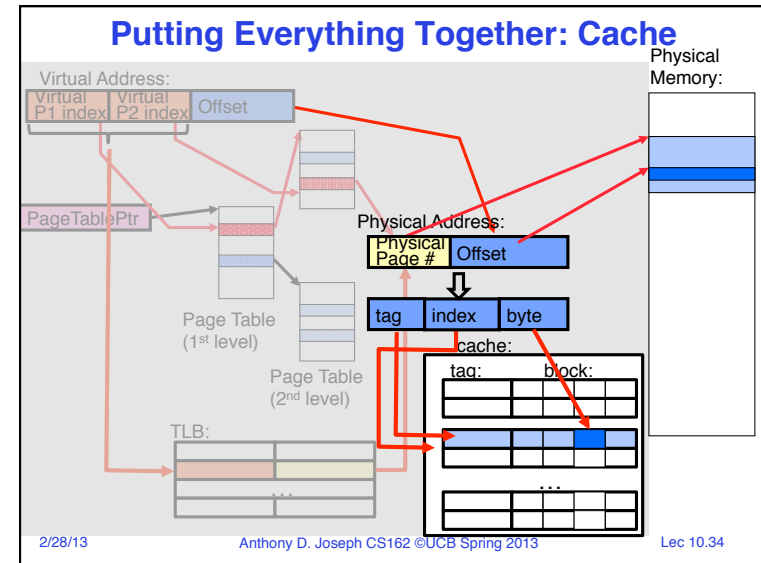 Putting Everything Together: Cache
Physical
Memory:
Virtual Address:
Virtual
P1 index
Virtual
P2 index
Offset
PageTablePtr
Physical Address:
Physical
Page #
Offset
tag
index
byte
Page Table
(1st level)
cache:
tag:
block:
Page Table
(2nd level)
TLB:
...
...
2/28/13
Anthony D. Joseph CS162 ©UCB Spring 2013
Lec 10.34